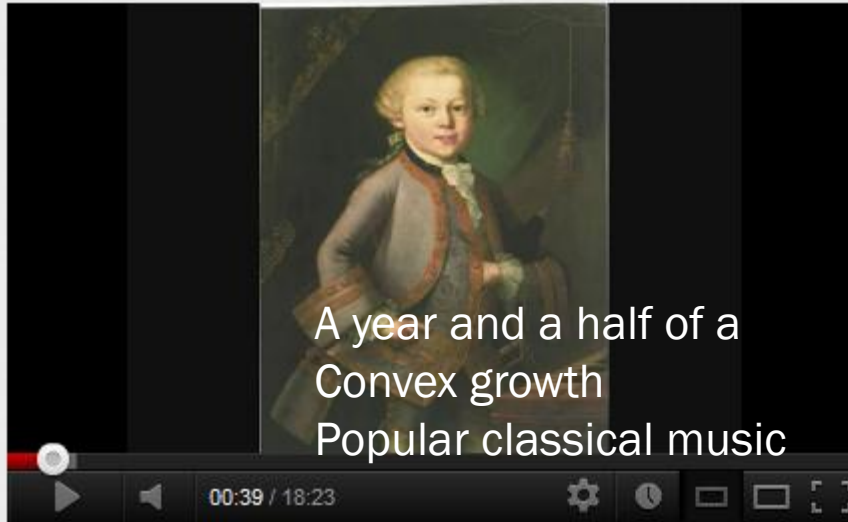 A year and a half of a
Convex growth
Popular classical music
00:39 / 18:23